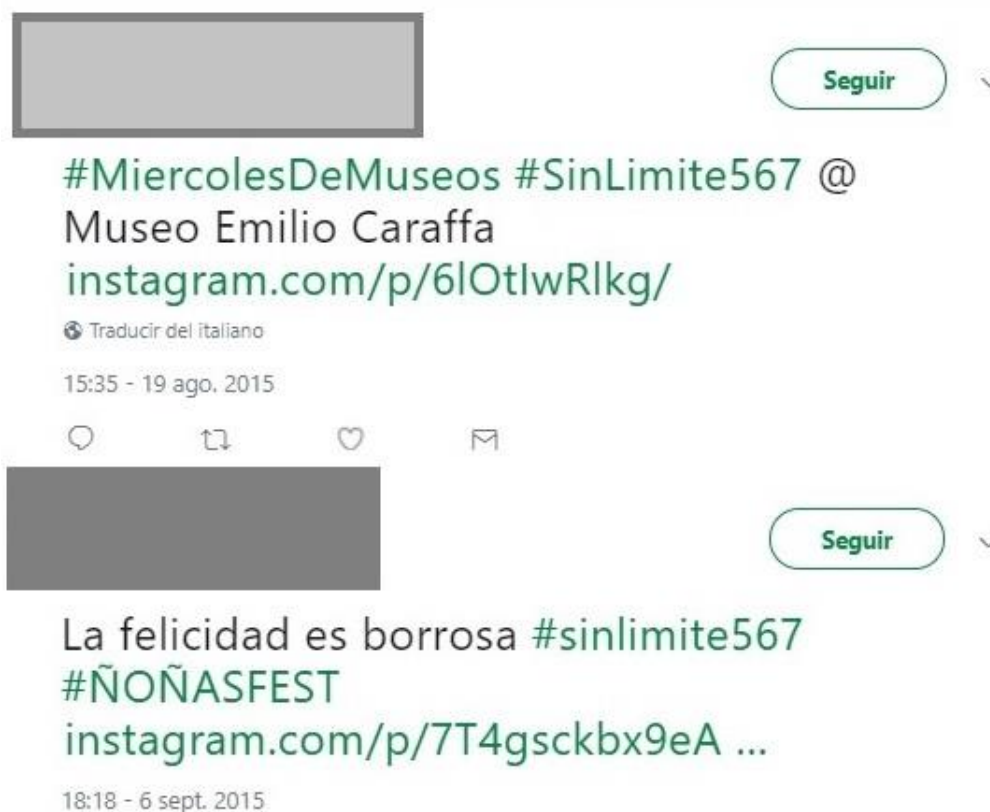 Seguir
#MiercolesDeMuseos #SinLimite567 @
Museo Emilio Caraffa
instagram.com/p/6lOtIwRlkg/
Traducir del italiano
15:35 - 19 ago. 2015
Seguir
La felicidad es borrosa #sinlimite567
#ÑOÑASFEST
instagram.com/p/7T4gsckbx9eA ...
18:18 - 6 sept. 2015